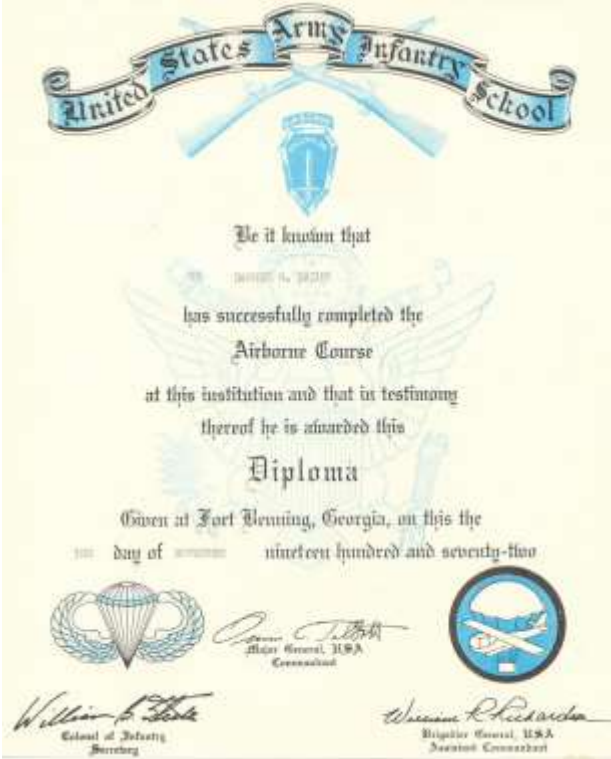 United States Army Infantry School
Be it known that
has successfully completed the
Airborne Course
at this institution and that in testimony
thereof he is awarded this
Diploma
Given at Fort Benning, Georgia, on this the
day of nineteen hundred and seventy-two
Major General, USA
Commandant
William R Richardson
Colonel of Infantry
Secretary
Brigadier General, USA
Assistant Commandant